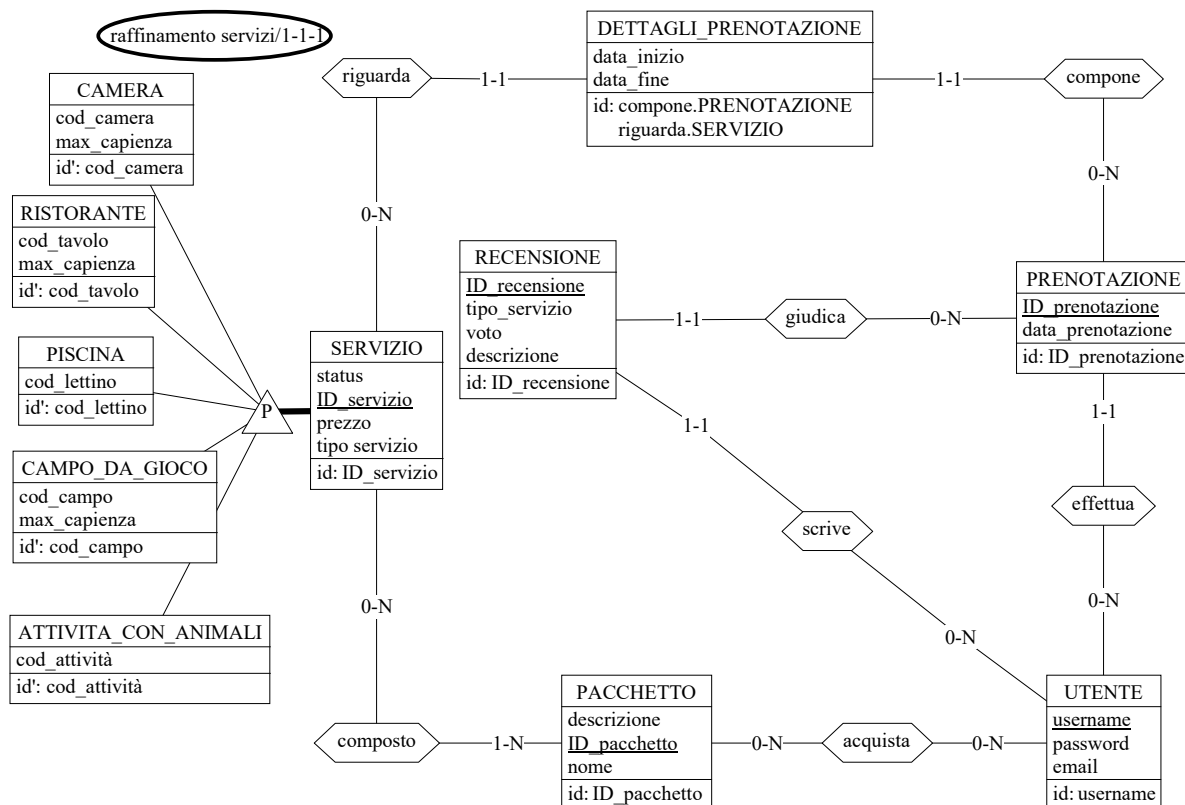 raffinamento servizi/1-1-1
CAMERA
cod_camera
max_capienza
id': cod_camera
RISTORANTE
cod_tavolo
max_capienza
id': cod_tavolo
PISCINA
cod_lettino
id': cod_lettino
CAMPO_DA_GIOCO
cod_campo
max_capienza
id': cod_campo
ATTIVITA_CON_ANIMALI
cod_attività
id': cod_attività
P
SERVIZIO
status
ID_servizio
prezzo
tipo servizio
id: ID_servizio
riguarda
1-1
0-N
DETTAGLI_PRENOTAZIONE
data_inizio
data_fine
id: compone.PRENOTAZIONE
riguarda.SERVIZIO
1-1
compone
0-N
RECENSIONE
ID_recensione
tipo_servizio
voto
descrizione
id: ID_recensione
1-1
giudica
0-N
PRENOTAZIONE
ID_prenotazione
data_prenotazione
id: ID_prenotazione
1-1
effettua
0-N
1-1
scrive
0-N
0-N
composto
1-N
PACCHETTO
descrizione
ID_pacchetto
nome
id: ID_pacchetto
0-N
acquista
0-N
UTENTE
username
password
email
id: username